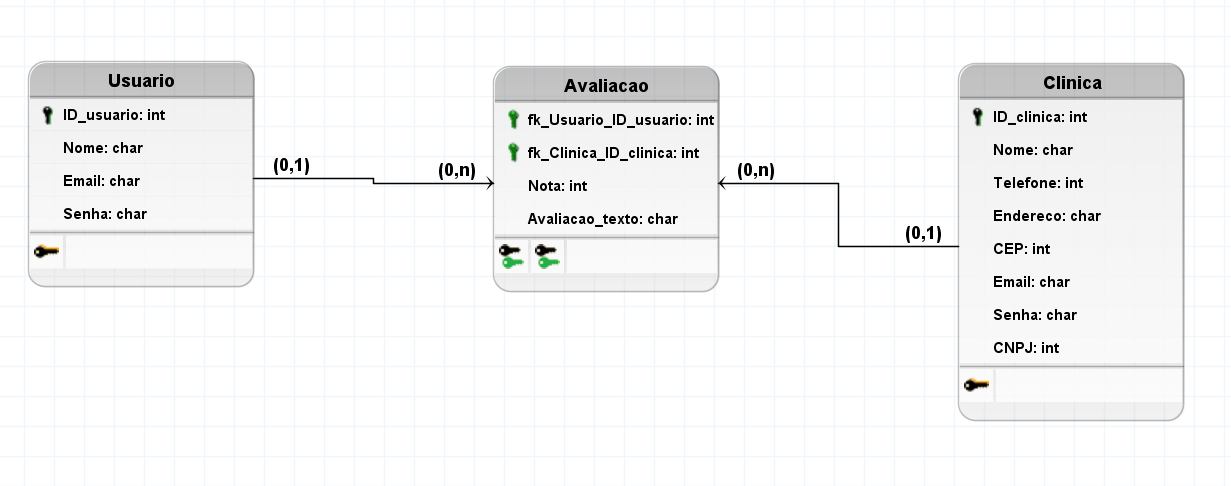 Usuario
ID_usuario: int
Nome: char
Email: char
Senha: char
(0,1)
(0,n)
Avaliacao
fk_Usuario_ID_usuario: int
fk_Clinica_ID_clinica: int
Nota: int
Avaliacao_texto: char
(0,n)
(0,1)
Clinica
ID_clinica: int
Nome: char
Telefone: int
Endereco: char
CEP: int
Email: char
Senha: char
CNPJ: int